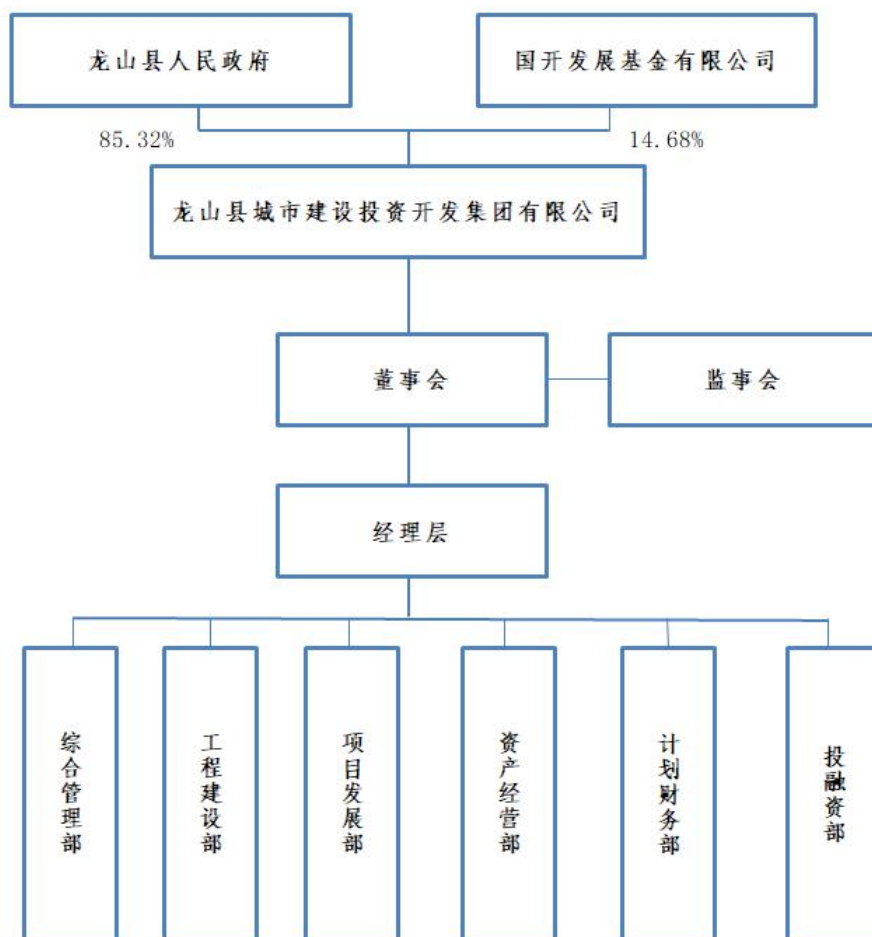 龙山县人民政府
国开发展基金有限公司
85.32%
14.68%
龙山县城市建设投资开发集团有限公司
董事会
监事会
经理层
综合管理部
工程建设部
项目发展部
资产经营部
计划财务部
投融资部